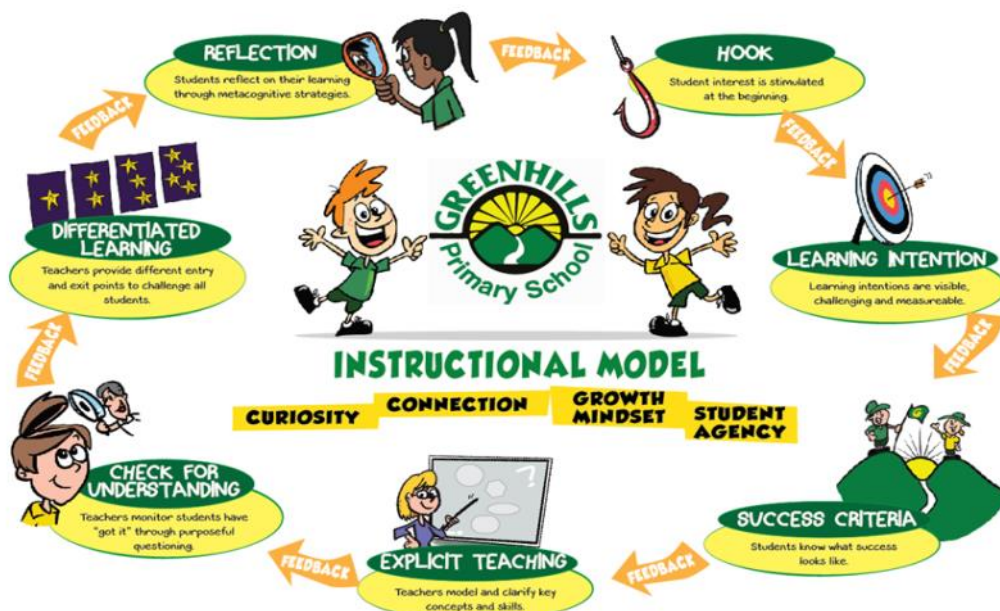 REFLECTION
Students reflect on their learning
through metacognitive strategies.
FEEDBACK
HOOK
Student interest is stimulated
at the beginning.
FEEDBACK
LEARNING INTENTION
Learning intentions are visible,
challenging and measureable.
FEEDBACK
SUCCESS CRITERIA
Students know what success
looks like.
FEEDBACK
EXPLICIT TEACHING
Teachers model and clarify key
concepts and skills.
FEEDBACK
CHECK FOR
UNDERSTANDING
Teachers monitor students have
"got it" through purposeful
questioning.
FEEDBACK
DIFFERENTIATED
LEARNING
Teachers provide different entry
and exit points to challenge all
students.
FEEDBACK
GREENHILLS
Primary School
INSTRUCTIONAL MODEL
CURIOSITY
CONNECTION
GROWTH
MINDSET
STUDENT
AGENCY
?
G